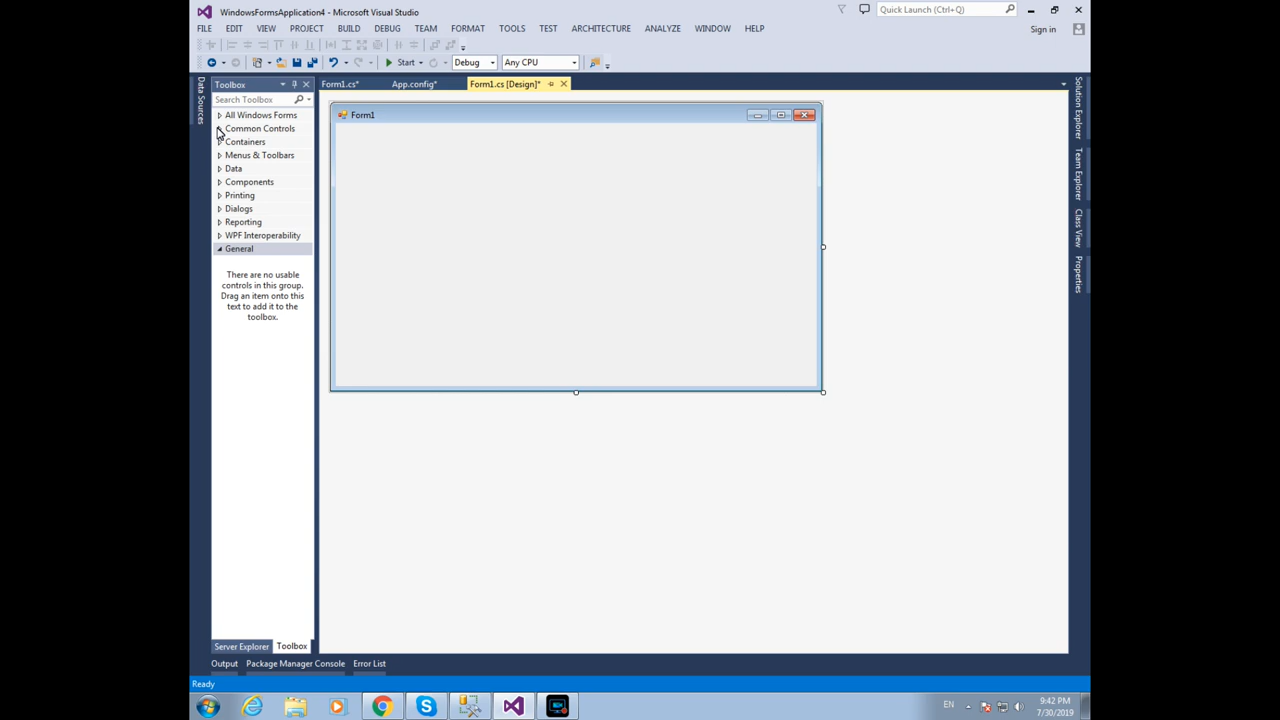 WindowsFormsApplication4 - Microsoft Visual Studio
Quick Launch (Ctrl+Q)
FILE EDIT VIEW PROJECT BUILD DEBUG TEAM FORMAT TOOLS TEST ARCHITECTURE ANALYZE WINDOW HELP
Sign in
Start Debug Any CPU
Data Sources
Toolbox
Search Toolbox
All Windows Forms
Common Controls
Containers
Menus & Toolbars
Data
Components
Printing
Dialogs
Reporting
WPF Interoperability
General
There are no usable
controls in this group.
Drag an item onto this
text to add it to the
toolbox.
Server Explorer Toolbox
Form1.cs* App.config* Form1.cs [Design]*
Form1
Solution Explorer
Team Explorer
Class View
Properties
Output Package Manager Console Error List
Ready
EN
9:42 PM
7/30/2019